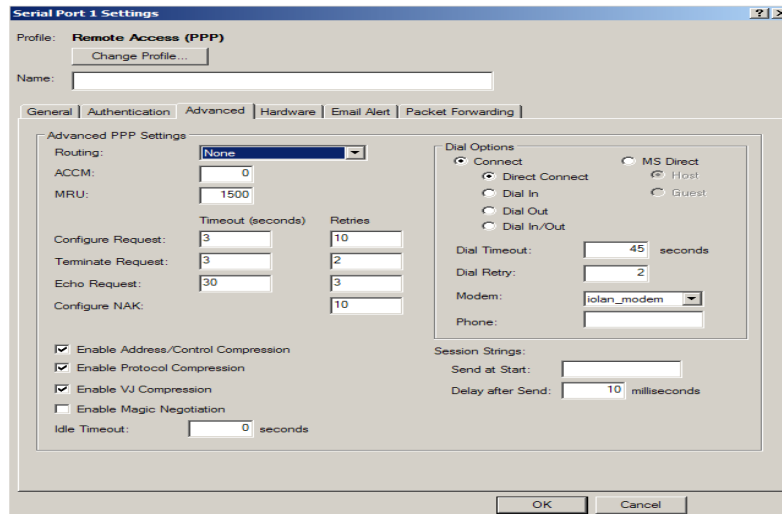 Serial Port 1 Settings
Profile: Remote Access (PPP)
Change Profile...
Name:
General Authentication Advanced Hardware Email Alert Packet Forwarding
Advanced PPP Settings
Routing: None
ACCM: 0
MRU: 1500
Timeout (seconds) Retries
Configure Request: 3 10
Terminate Request: 3 2
Echo Request: 30 3
Configure NAK: 10
Enable Address/Control Compression
Enable Protocol Compression
Enable VJ Compression
Enable Magic Negotiation
Idle Timeout: 0 seconds
Dial Options
Connect MS Direct
Direct Connect Host
Dial In Guest
Dial Out
Dial In/Out
Dial Timeout: 45 seconds
Dial Retry: 2
Modem: iolan_modem
Phone:
Session Strings:
Send at Start:
Delay after Send: 10 milliseconds
OK Cancel